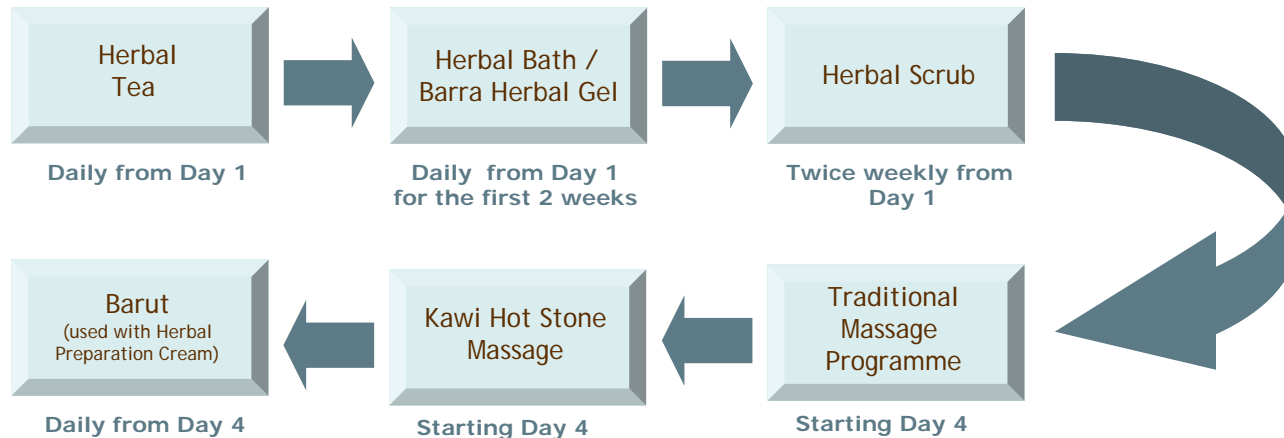 Herbal
Tea
Daily from Day 1
Herbal Bath /
Barra Herbal Gel
Daily from Day 1
for the first 2 weeks
Herbal Scrub
Twice weekly from
Day 1
Traditional
Massage
Programme
Starting Day 4
Kawi Hot Stone
Massage
Starting Day 4
Barut
(used with Herbal
Preparation Cream)
Daily from Day 4